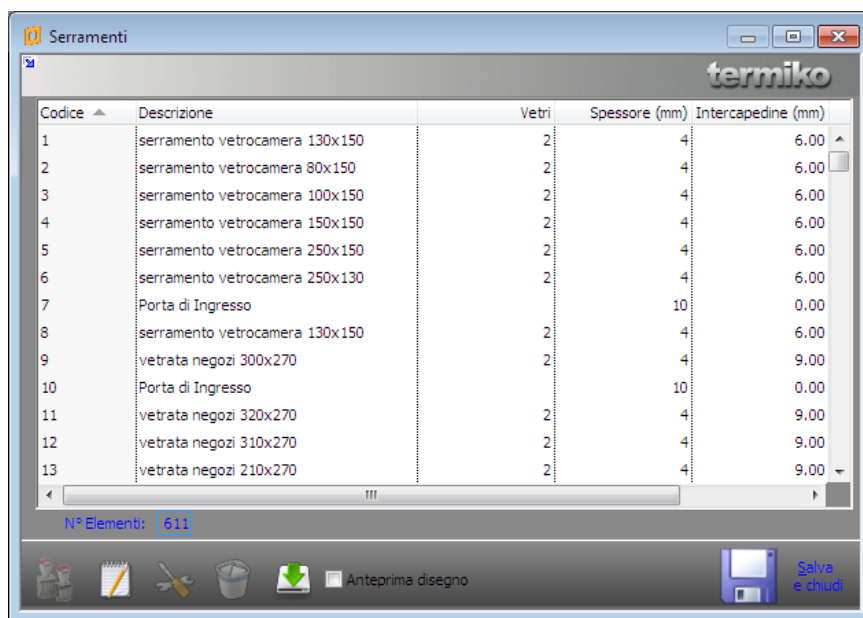 Serramenti
termiko
Codice Descrizione Vetri Spessore (mm) Intercapedine (mm)
1 serramento vetrocamera 130x150 2 4 6.00
2 serramento vetrocamera 80x150 2 4 6.00
3 serramento vetrocamera 100x150 2 4 6.00
4 serramento vetrocamera 150x150 2 4 6.00
5 serramento vetrocamera 250x150 2 4 6.00
6 serramento vetrocamera 250x130 2 4 6.00
7 Porta di Ingresso 10 0.00
8 serramento vetrocamera 130x150 2 4 6.00
9 vetrata negozi 300x270 2 4 9.00
10 Porta di Ingresso 10 0.00
11 vetrata negozi 320x270 2 4 9.00
12 vetrata negozi 310x270 2 4 9.00
13 vetrata negozi 210x270 2 4 9.00
N° Elementi: 611
Anteprima disegno
Salva
e chiudi